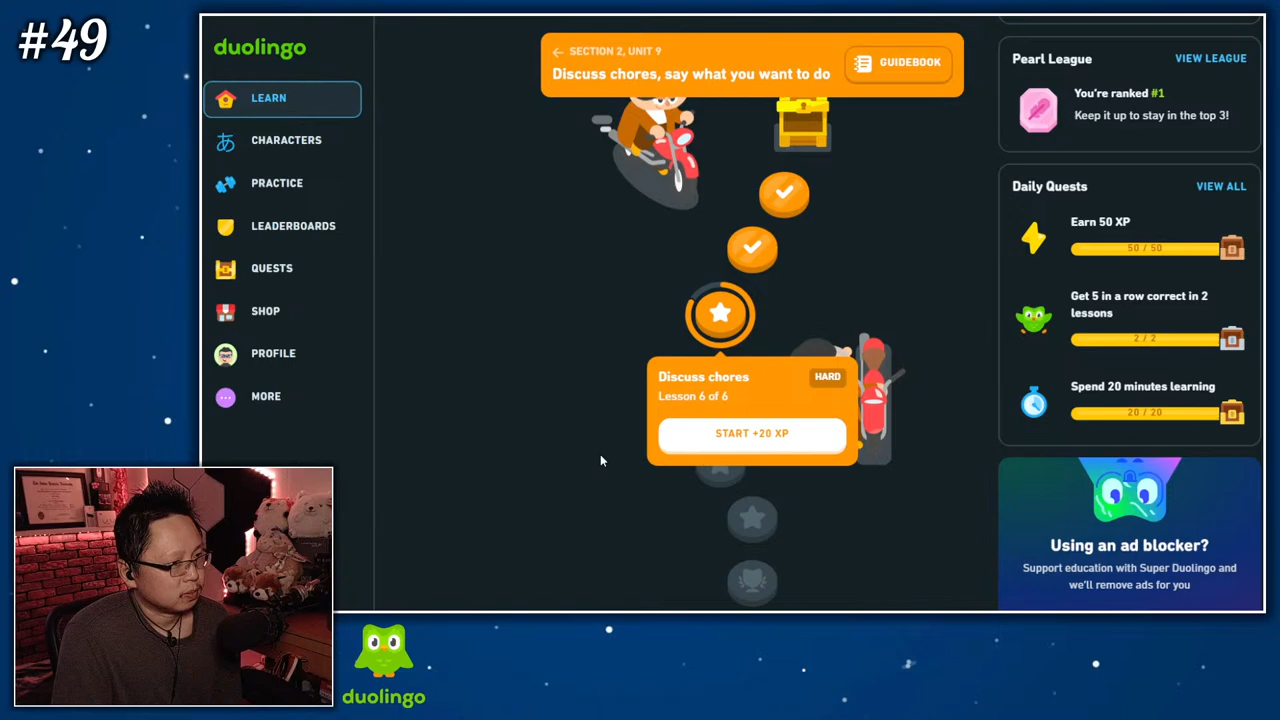 #49
duolingo
LEARN
あ CHARACTERS
PRACTICE
LEADERBOARDS
QUESTS
SHOP
PROFILE
MORE
SECTION 2, UNIT 9
Discuss chores, say what you want to do
GUIDEBOOK
Discuss chores
HARD
Lesson 6 of 6
START +20 XP
Pearl League
VIEW LEAGUE
You're ranked #1
Keep it up to stay in the top 3!
Daily Quests
VIEW ALL
Earn 50 XP
50 / 50
Get 5 in a row correct in 2
lessons
2 / 2
Spend 20 minutes learning
20 / 20
Using an ad blocker?
Support education with Super Duolingo and
we'll remove ads for you
duolingo